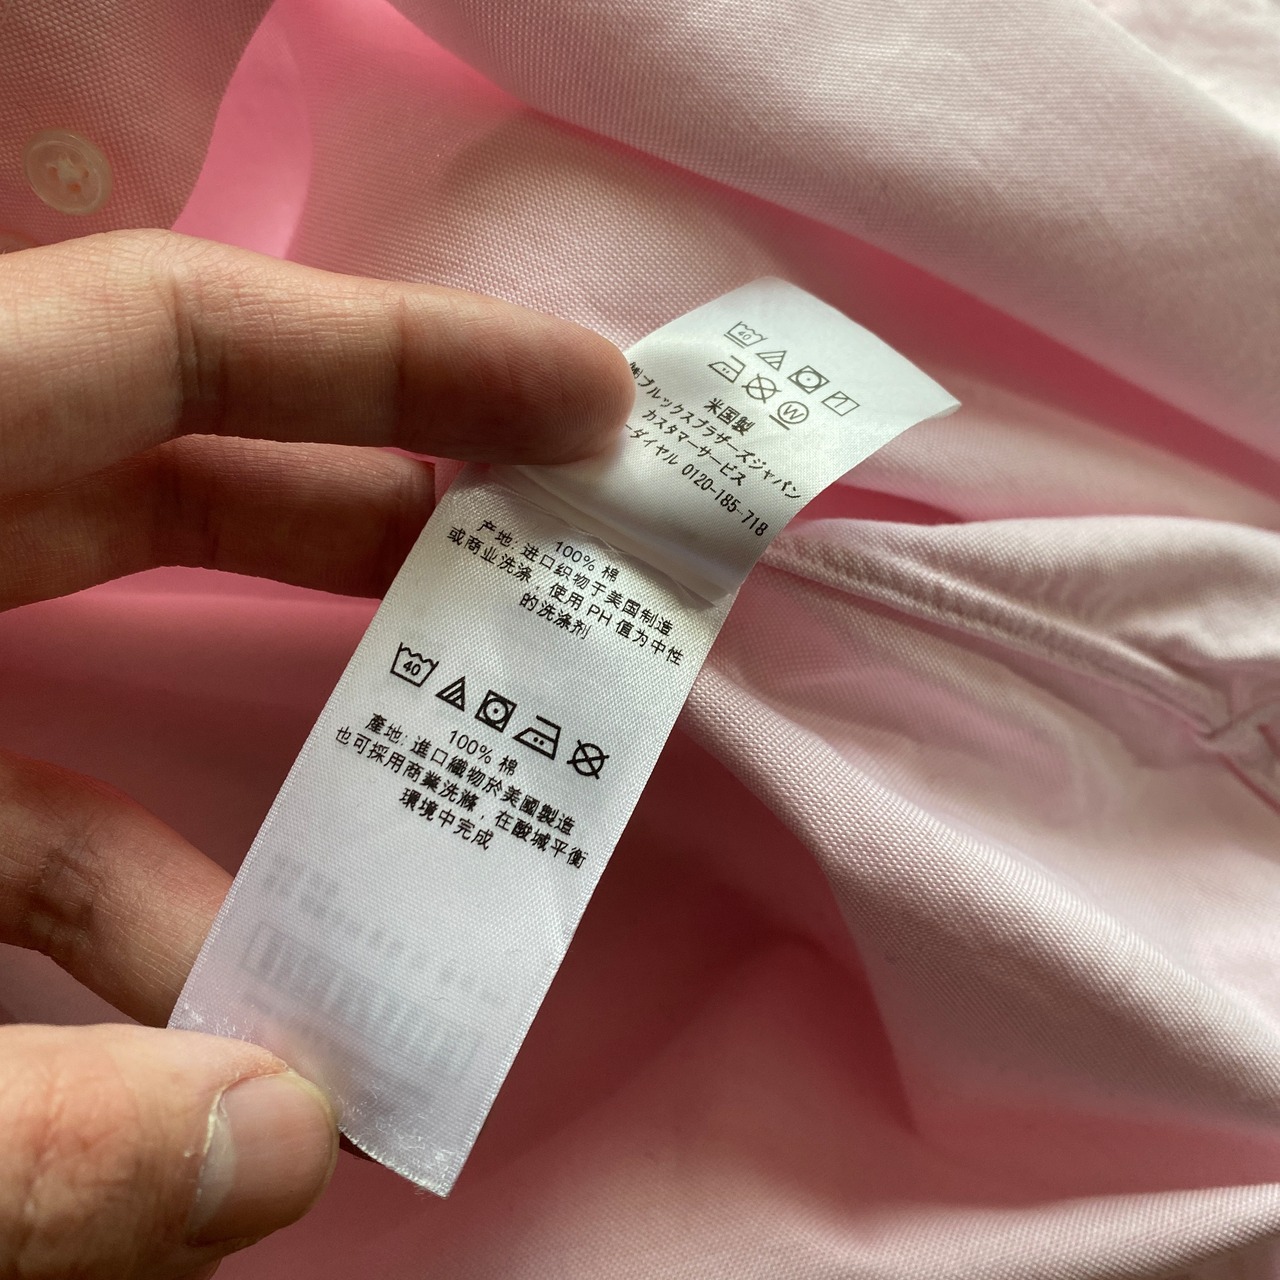 40
W
米国製
㈱ブルックスブラザーズジャパン
カスタマーサービス
ーダイヤル 0120-185-718
100% 棉
产地: 进口织物于美国制造
或商业洗涤，使用 PH 值为中性
的洗涤剂
40
100% 棉
產地: 進口織物於美國製造
也可採用商業洗滌，在酸城平衡
環境中完成